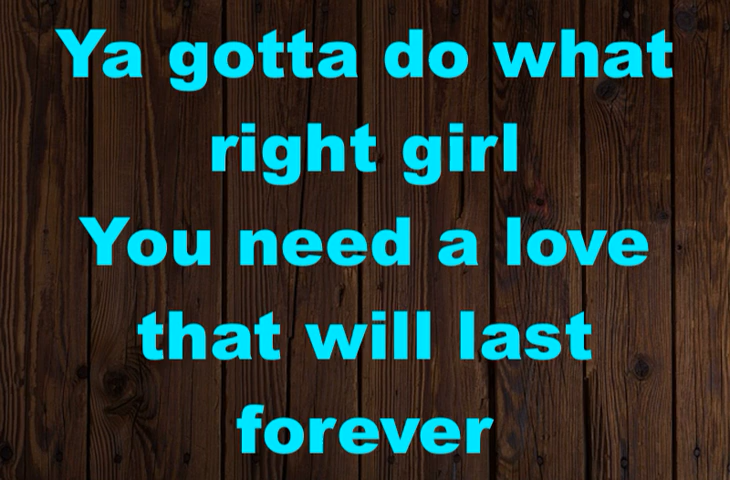 Ya gotta do what
right girl
You need a love
that will last
forever